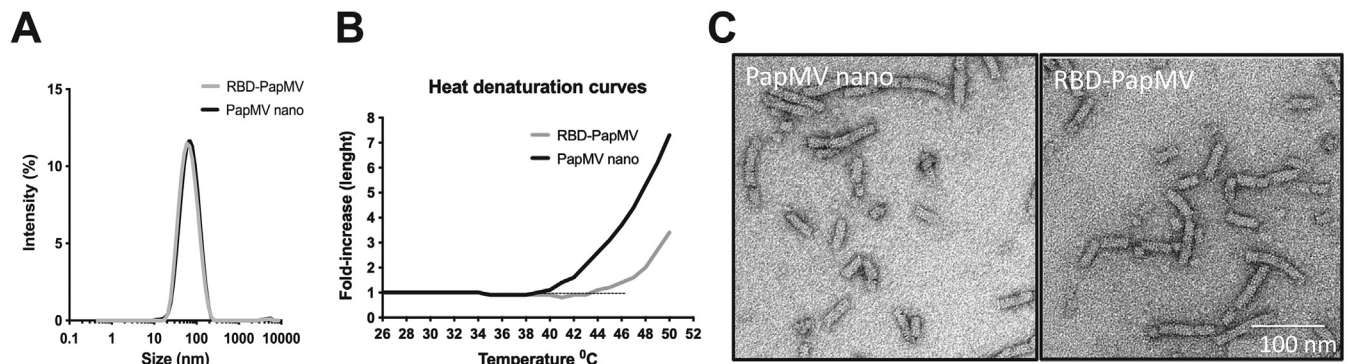 A
B
C
RBD-PapMV
PapMV nano
15
10
5
0
Intensity (%)
0.1 1 10 100 1000 10000
Size (nm)
Heat denaturation curves
RBD-PapMV
PapMV nano
8
7
6
5
4
3
2
1
0
Fold-increase (lenght)
26 28 30 32 34 36 38 40 42 44 46 48 50 52
Temperature ⁰C
PapMV nano
RBD-PapMV
100 nm